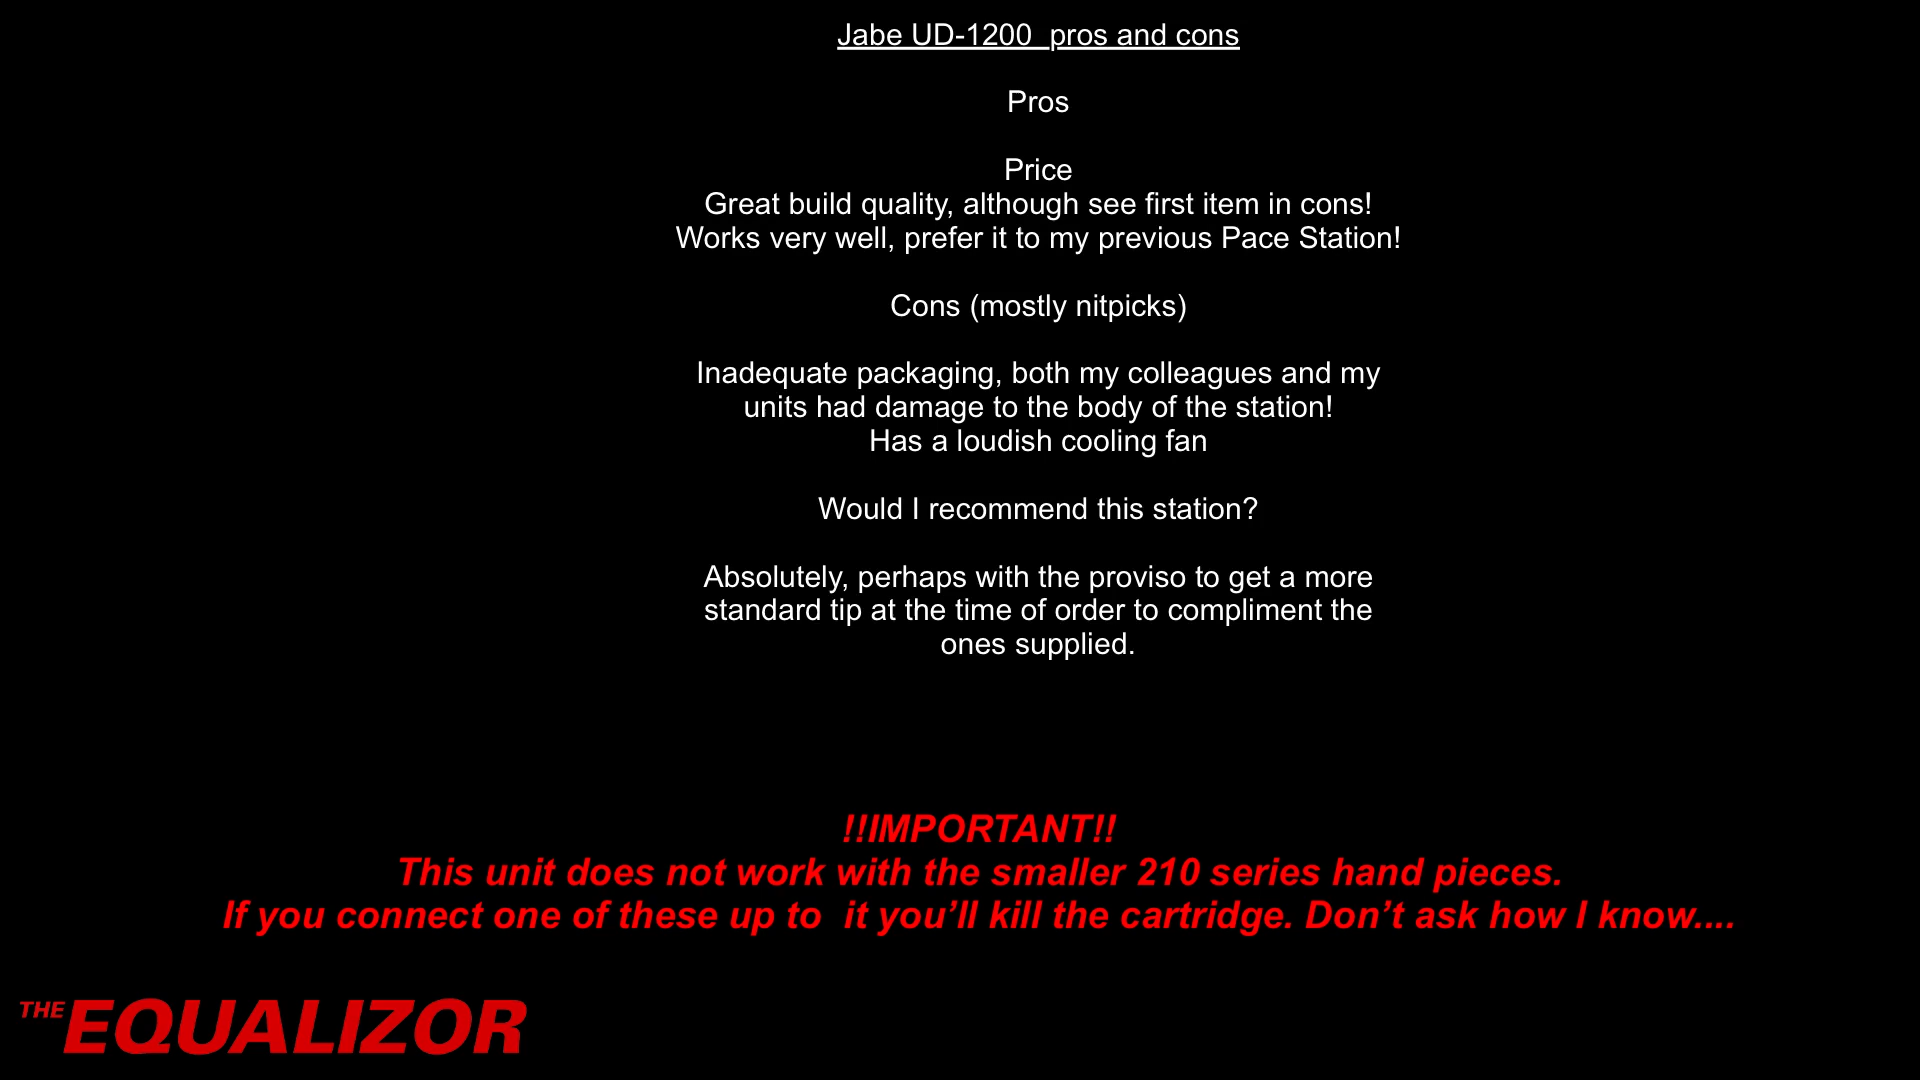 Jabe UD-1200  pros and cons
Pros
Price
Great build quality, although see first item in cons!
Works very well, prefer it to my previous Pace Station!
Cons (mostly nitpicks)
Inadequate packaging, both my colleagues and my
units had damage to the body of the station!
Has a loudish cooling fan
Would I recommend this station?
Absolutely, perhaps with the proviso to get a more
standard tip at the time of order to compliment the
ones supplied.
!!IMPORTANT!!
This unit does not work with the smaller 210 series hand pieces.
If you connect one of these up to  it you’ll kill the cartridge. Don’t ask how I know....
THE EQUALIZOR